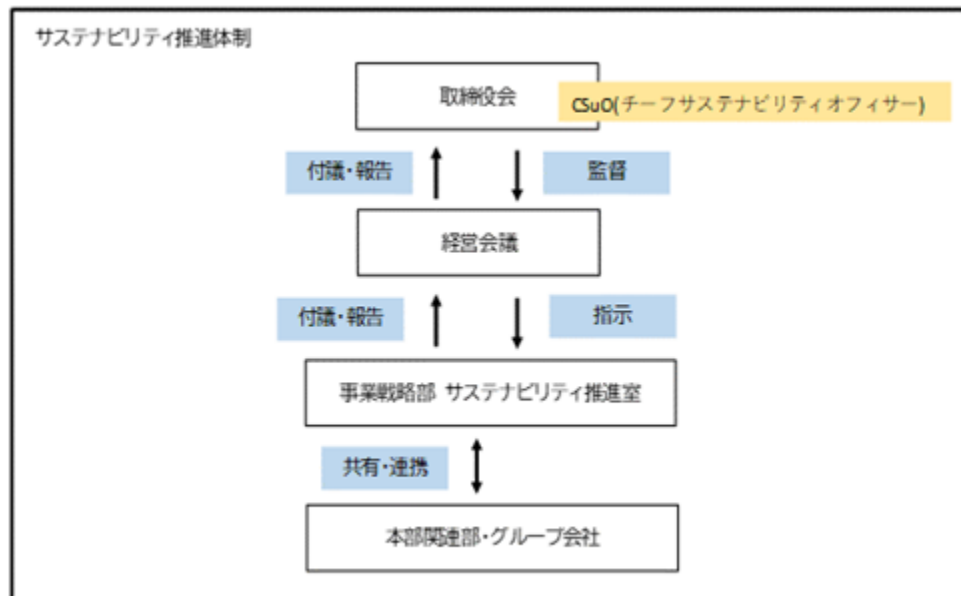 サステナビリティ推進体制
取締役会
CSuO(チーフサステナビリティオフィサー)
付議・報告
監督
経営会議
付議・報告
指示
事業戦略部 サステナビリティ推進室
共有・連携
本部関連部・グループ会社